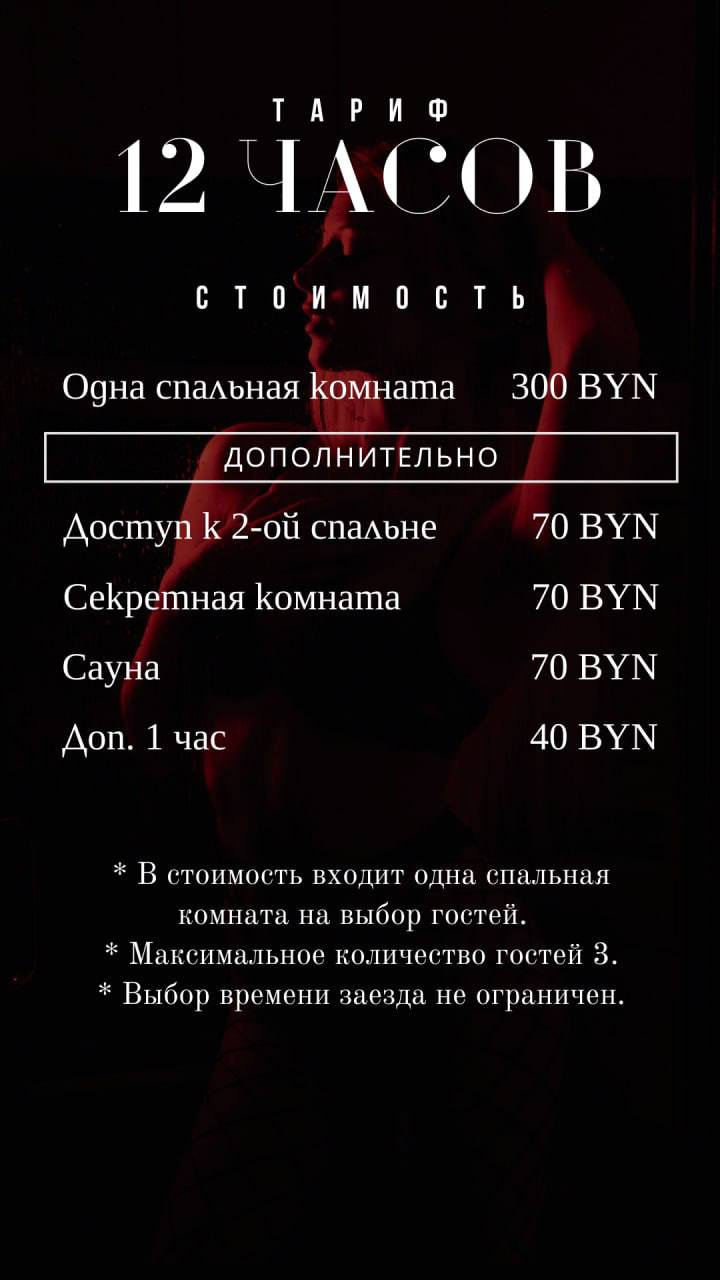 ТАРИФ
12 ЧАСОВ
СТОИМОСТЬ
Одна спальная комната 300 BYN
ДОПОЛНИТЕЛЬНО
Доступ к 2-ой спальне 70 BYN
Секретная комната 70 BYN
Сауна 70 BYN
Доп. 1 час 40 BYN
* В стоимость входит одна спальная
комната на выбор гостей.
* Максимальное количество гостей 3.
* Выбор времени заезда не ограничен.